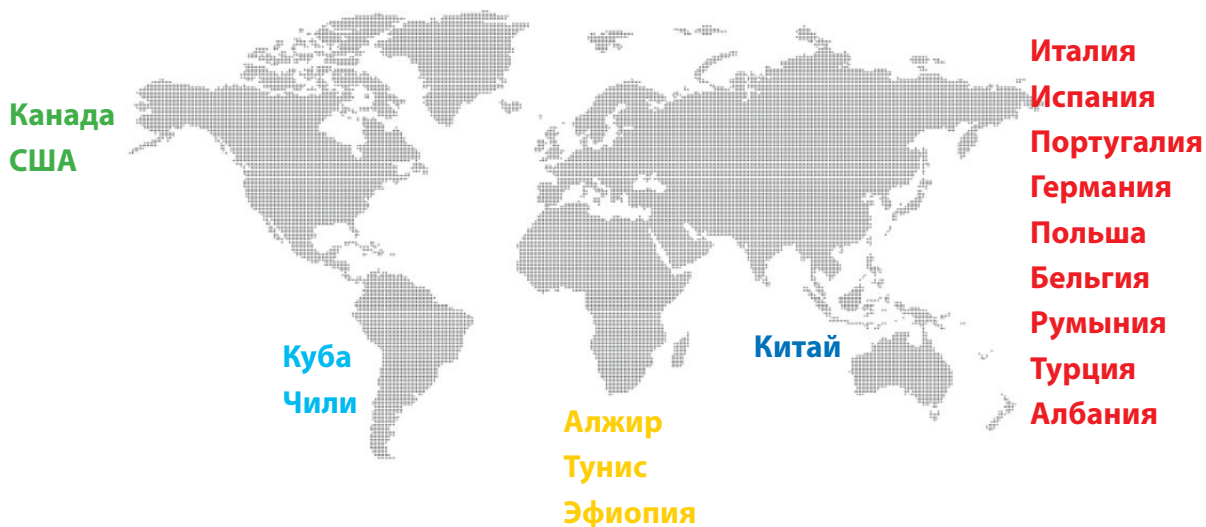 Канада
США
Куба
Чили
Алжир
Тунис
Эфиопия
Китай
Италия
Испания
Португалия
Германия
Польша
Бельгия
Румыния
Турция
Албания